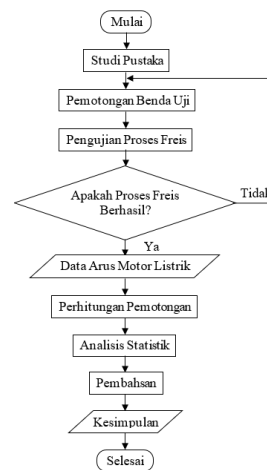 Mulai
Studi Pustaka
Pemotongan Benda Uji
Pengujian Proses Freis
Apakah Proses Freis
Berhasil?
Tidak
Ya
Data Arus Motor Listrik
Perhitungan Pemotongan
Analisis Statistik
Pembahsan
Kesimpulan
Selesai